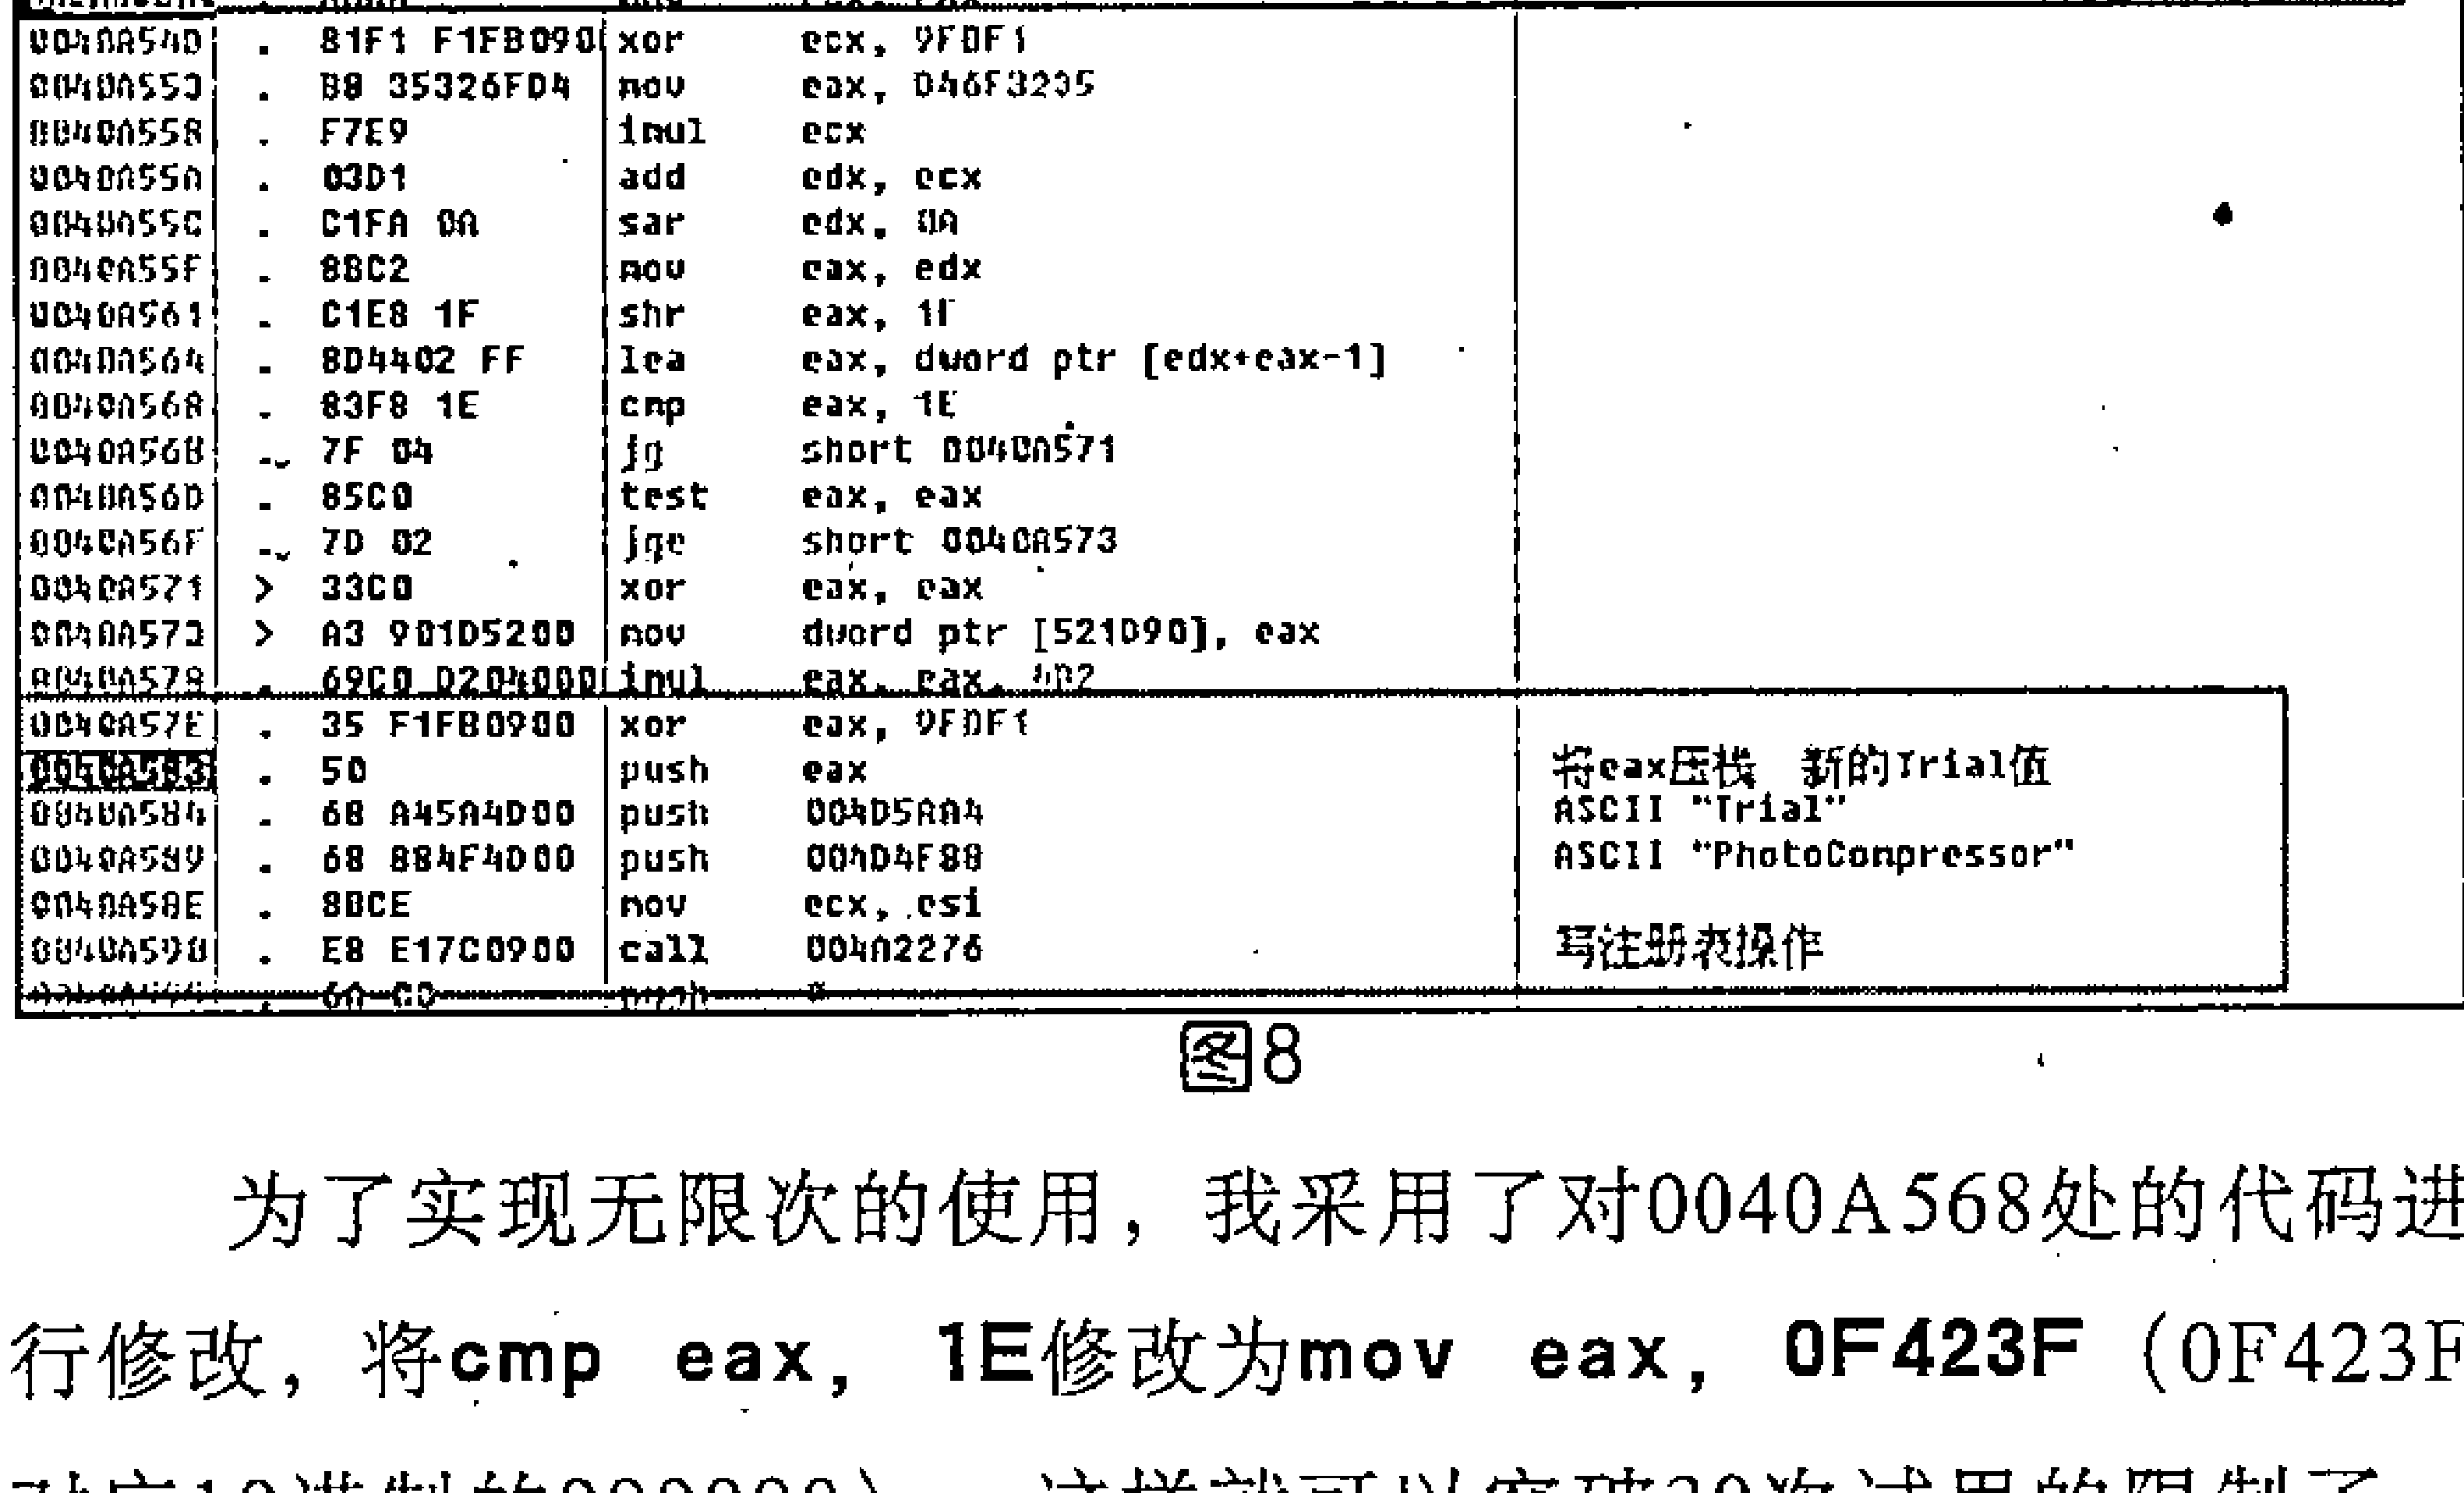 0040A54D . 81F1 F1FB090 xor ecx, 9FBF1
0040A553 . B8 35326FD4 mov eax, D46F3235
0040A558 . F7E9 imul ecx
0040A55A . 03D1 add edx, ecx
0040A55C . C1FA 0A sar edx, 0A
0040A55F . 8BC2 mov eax, edx
0040A561 . C1E8 1F shr eax, 1F
0040A564 . 8D4402 FF lea eax, dword ptr [edx+eax-1]
0040A568 . 83F8 1E cmp eax, 1E
0040A56B . 7F 04 jg short 0040A571
0040A56D . 85C0 test eax, eax
0040A56F . 7D 02 jge short 0040A573
0040A571 > 33C0 xor eax, eax
0040A573 > A3 901D5200 mov dword ptr [521D90], eax
0040A578 . 69C0 D204000 imul eax, eax, 4D2
0040A57E . 35 F1FB0900 xor eax, 9FBF1
0040A583 . 50 push eax 将eax压栈 新的Trial值
0040A584 . 68 A45A4D00 push 004D5AA4 ASCII "Trial"
0040A589 . 68 884F4D00 push 004D4F88 ASCII "PhotoCompressor"
0040A58E . 8BCE mov ecx, esi
0040A590 . E8 E17C0900 call 004A2276 写注册表操作
图8
为了实现无限次的使用，我采用了对0040A568处的代码进
行修改，将cmp eax, 1E修改为mov eax, 0F423F（0F423F